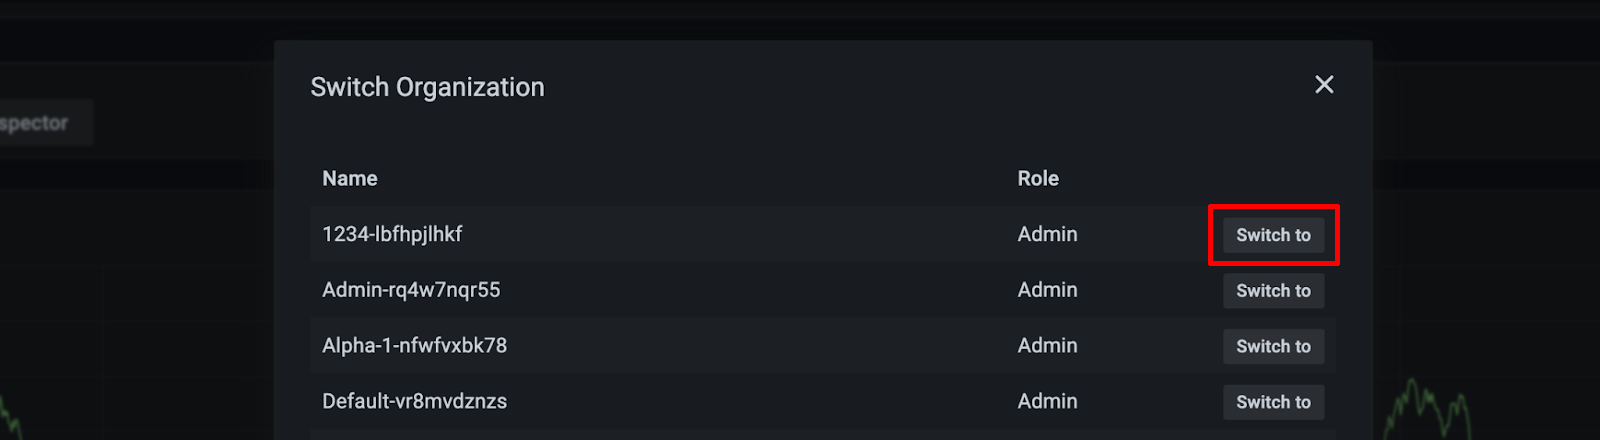 Switch Organization
spector
Name Role
1234-lbfhpjlhkf Admin Switch to
Admin-rq4w7nqr55 Admin Switch to
Alpha-1-nfwfvxbk78 Admin Switch to
Default-vr8mvdznzs Admin Switch to